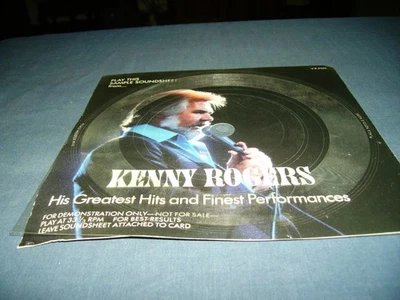 PLAY THIS
SAMPLE SOUNDSHEET
from...
KENNY ROGERS
His Greatest Hits and Finest Performances
FOR DEMONSTRATION ONLY—NOT FOR SALE—
PLAY AT 33⅓ RPM FOR BEST RESULTS
LEAVE SOUNDSHEET ATTACHED TO CARD